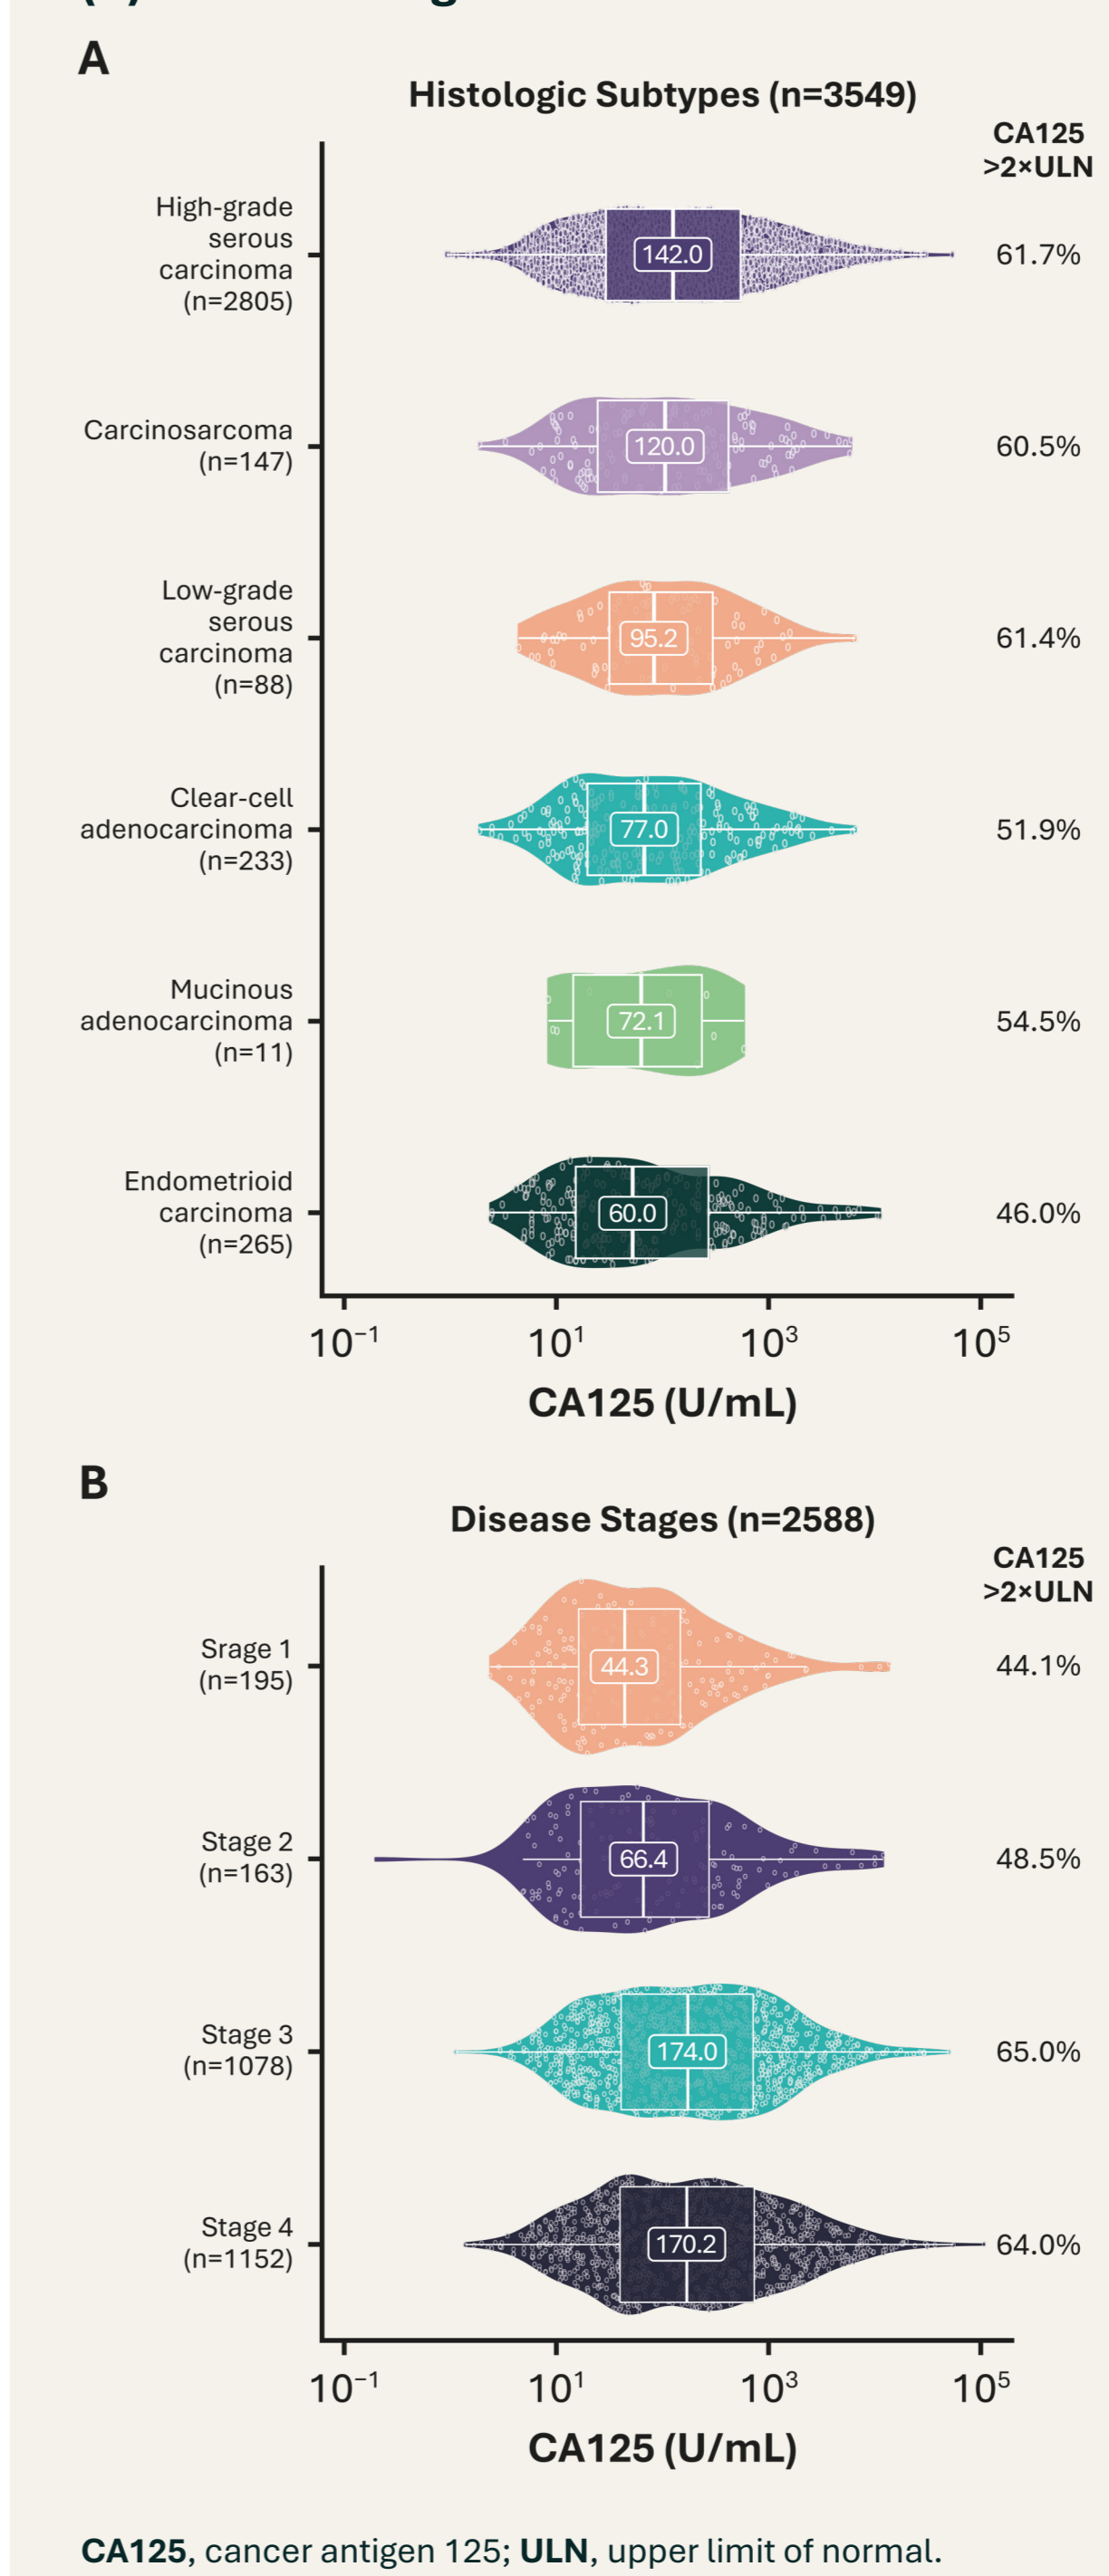 A
Histologic Subtypes (n=3549)
CA125
>2×ULN
High-grade
serous
carcinoma
(n=2805)
142.0
61.7%
Carcinosarcoma
(n=147)
120.0
60.5%
Low-grade
serous
carcinoma
(n=88)
95.2
61.4%
Clear-cell
adenocarcinoma
(n=233)
77.0
51.9%
Mucinous
adenocarcinoma
(n=11)
72.1
54.5%
Endometrioid
carcinoma
(n=265)
60.0
46.0%
10⁻¹ 10¹ 10³ 10⁵
CA125 (U/mL)
B
Disease Stages (n=2588)
CA125
>2×ULN
Srage 1
(n=195)
44.3
44.1%
Stage 2
(n=163)
66.4
48.5%
Stage 3
(n=1078)
174.0
65.0%
Stage 4
(n=1152)
170.2
64.0%
10⁻¹ 10¹ 10³ 10⁵
CA125 (U/mL)
CA125, cancer antigen 125; ULN, upper limit of normal.